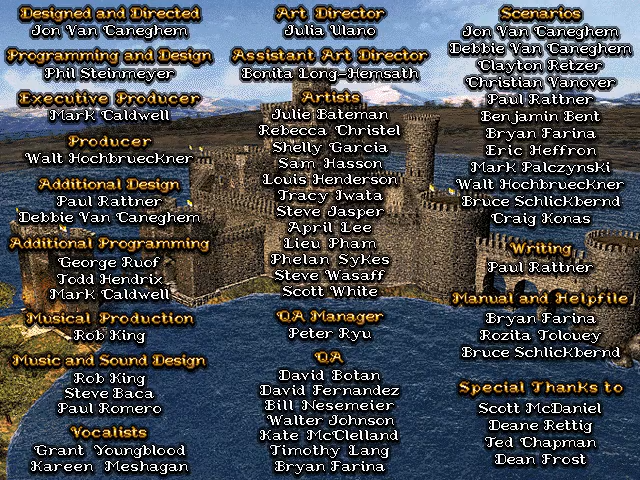 Designed and Directed
Jon Van Caneghem
Programming and Design
Phil Steinmeyer
Executive Producer
Mark Caldwell
Producer
Walt Hochbrueckner
Additional Design
Paul Rattner
Debbie Van Caneghem
Additional Programming
George Ruof
Todd Hendrix
Mark Caldwell
Musical Production
Rob King
Music and Sound Design
Rob King
Steve Baca
Paul Romero
Vocalists
Grant Youngblood
Kareen Meshagan
Art Director
Julia Ulano
Assistant Art Director
Bonita Long-Hemsath
Artists
Julie Bateman
Rebecca Christel
Shelly Garcia
Sam Hasson
Louis Henderson
Tracy Iwata
Steve Jasper
April Lee
Lieu Pham
Phelan Sykes
Steve Wasaff
Scott White
QA Manager
Peter Ryu
QA
David Botan
David Fernandez
Bill Nesemeier
Walter Johnson
Kate McClelland
Timothy Lang
Bryan Farina
Scenarios
Jon Van Caneghem
Debbie Van Caneghem
Clayton Retzer
Christian Vanover
Paul Rattner
Benjamin Bent
Bryan Farina
Eric Heffron
Mark Palczynski
Walt Hochbrueckner
Bruce Schlickbernd
Craig Konas
Writing
Paul Rattner
Manual and Helpfile
Bryan Farina
Rozita Tolouey
Bruce Schlickbernd
Special Thanks to
Scott McDaniel
Deane Rettig
Ted Chapman
Dean Frost